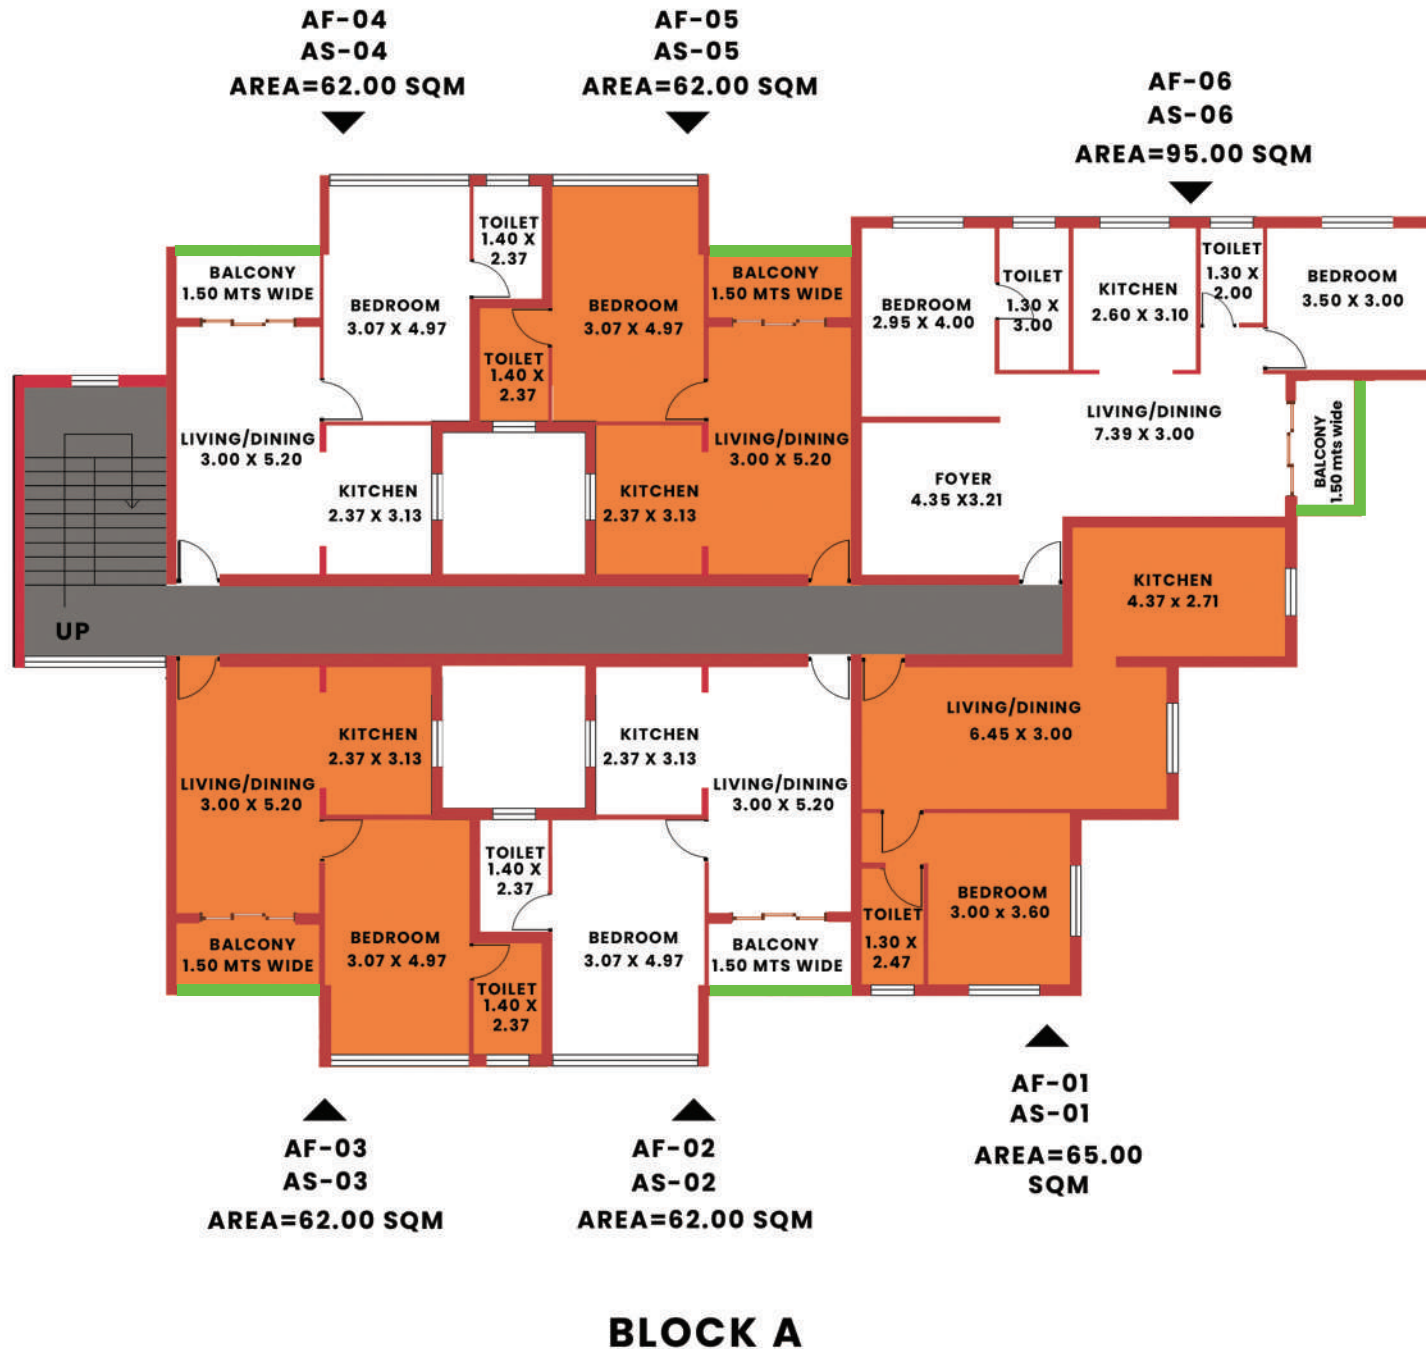 AF-04
AS-04
AREA=62.00 SQM
AF-05
AS-05
AREA=62.00 SQM
AF-06
AS-06
AREA=95.00 SQM
BALCONY
1.50 MTS WIDE
BEDROOM
3.07 X 4.97
TOILET
1.40 X
2.37
TOILET
1.40 X
2.37
LIVING/DINING
3.00 X 5.20
KITCHEN
2.37 X 3.13
BEDROOM
3.07 X 4.97
BALCONY
1.50 MTS WIDE
KITCHEN
2.37 X 3.13
LIVING/DINING
3.00 X 5.20
BEDROOM
2.95 X 4.00
TOILET
1.30 X
3.00
KITCHEN
2.60 X 3.10
TOILET
1.30 X
2.00
BEDROOM
3.50 X 3.00
LIVING/DINING
7.39 X 3.00
BALCONY
1.50 mts wide
FOYER
4.35 X3.21
UP
KITCHEN
4.37 x 2.71
LIVING/DINING
6.45 X 3.00
KITCHEN
2.37 X 3.13
LIVING/DINING
3.00 X 5.20
BALCONY
1.50 MTS WIDE
BEDROOM
3.07 X 4.97
TOILET
1.40 X
2.37
KITCHEN
2.37 X 3.13
LIVING/DINING
3.00 X 5.20
TOILET
1.40 X
2.37
BEDROOM
3.07 X 4.97
BALCONY
1.50 MTS WIDE
TOILET
1.30 X
2.47
BEDROOM
3.00 x 3.60
AF-03
AS-03
AREA=62.00 SQM
AF-02
AS-02
AREA=62.00 SQM
AF-01
AS-01
AREA=65.00
SQM
BLOCK A